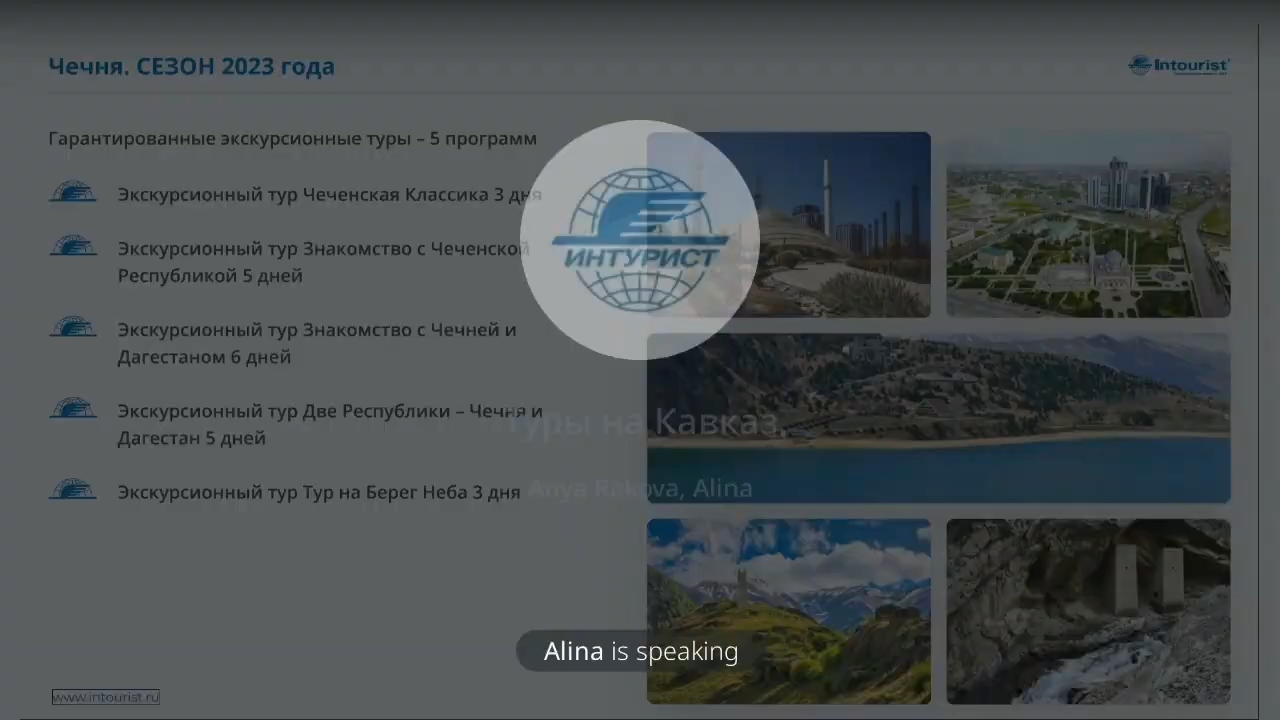 Чечня. СЕЗОН 2023 года
Intourist
Гарантированные экскурсионные туры – 5 программ
Экскурсионный тур Чеченская Классика 3 дня
Экскурсионный тур Знакомство с Чеченской
Республикой 5 дней
Экскурсионный тур Знакомство с Чечней и
Дагестаном 6 дней
Экскурсионный тур Две Республики – Чечня и
Дагестан 5 дней
Экскурсионный тур Тур на Берег Неба 3 дня
ИНТУРИСТ
Туры на Кавказ.
Anya Rakova, Alina
Alina is speaking
www.intourist.ru